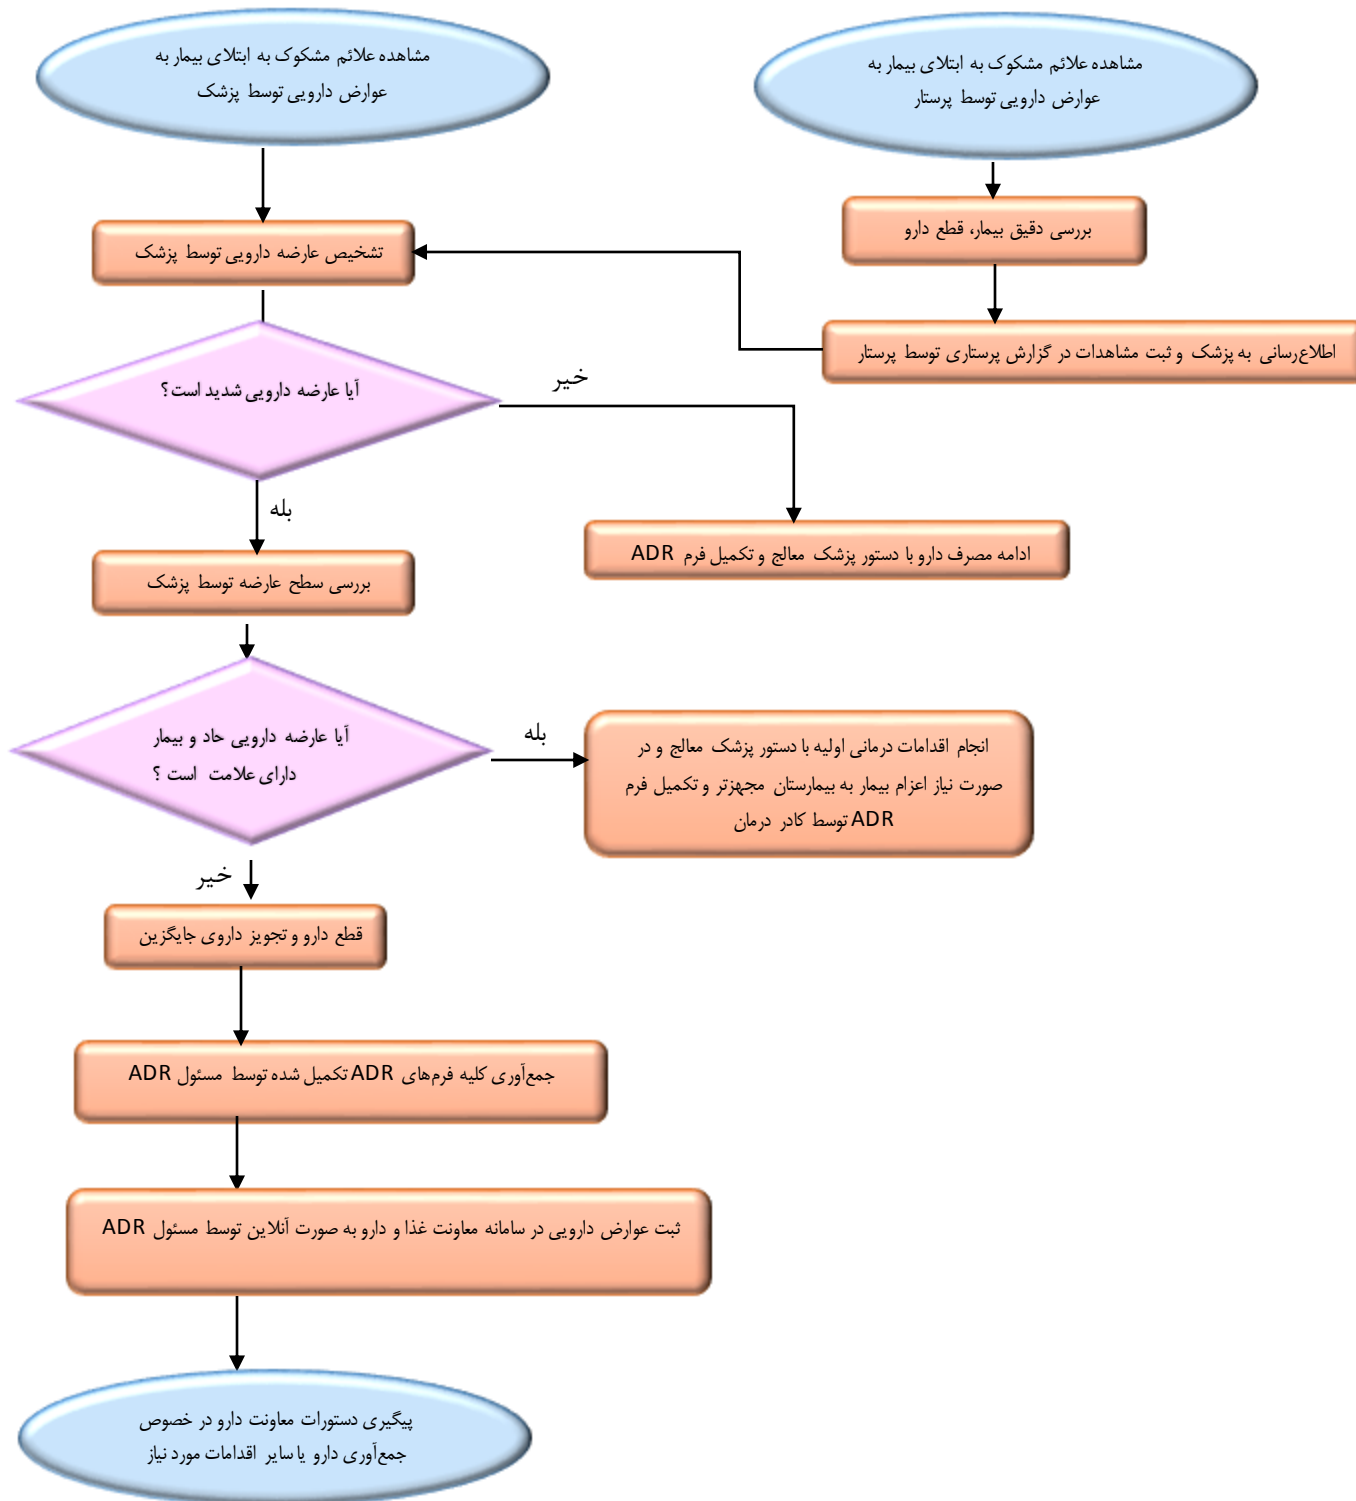 مشاهده علائم مشکوک به ابتلای بیمار به
عوارض دارویی توسط پزشک
مشاهده علائم مشکوک به ابتلای بیمار به
عوارض دارویی توسط پرستار
بررسی دقیق بیمار، قطع دارو
تشخیص عارضه دارویی توسط پزشک
اطلاع‌رسانی به پزشک و ثبت مشاهدات در گزارش پرستاری توسط پرستار
آیا عارضه دارویی شدید است؟
خیر
بله
ادامه مصرف دارو با دستور پزشک معالج و تکمیل فرم ADR
بررسی سطح عارضه توسط پزشک
آیا عارضه دارویی حاد و بیمار
دارای علامت است ؟
بله
انجام اقدامات درمانی اولیه با دستور پزشک معالج و در
صورت نیاز اعزام بیمار به بیمارستان مجهزتر و تکمیل فرم
ADR توسط کادر درمان
خیر
قطع دارو و تجویز داروی جایگزین
جمع‌آوری کلیه فرم‌های ADR تکمیل شده توسط مسئول ADR
ثبت عوارض دارویی در سامانه معاونت غذا و دارو به صورت آنلاین توسط مسئول ADR
پیگیری دستورات معاونت دارو در خصوص
جمع‌آوری دارو یا سایر اقدامات مورد نیاز